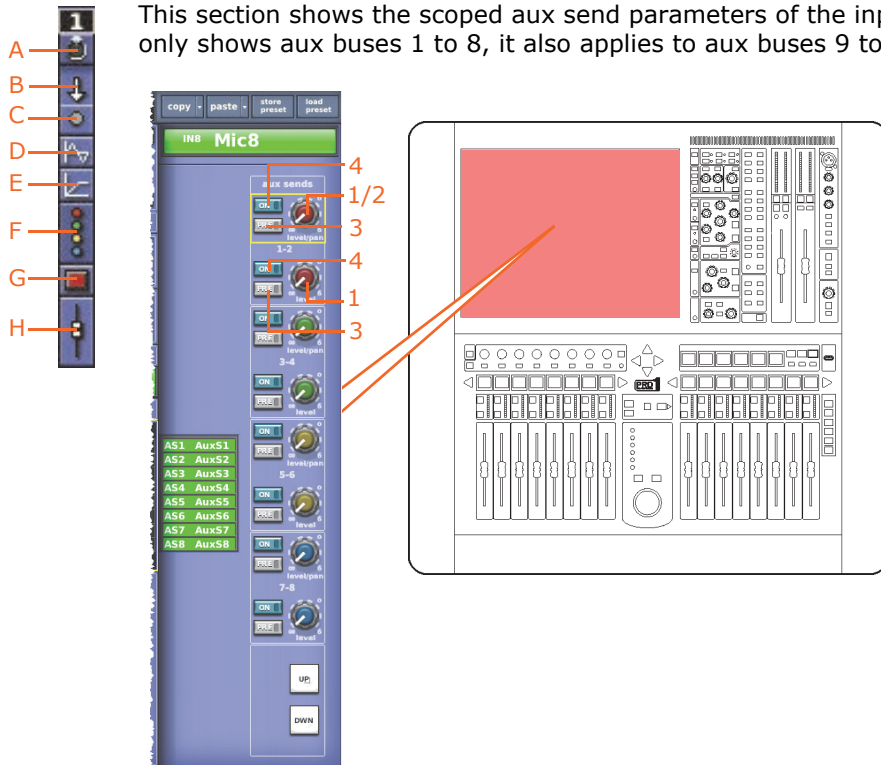 This section shows the scoped aux send parameters of the inp
only shows aux buses 1 to 8, it also applies to aux buses 9 to
1
A
B
C
D
E
F
G
H
copy paste store preset load preset
IN8 Mic8
aux sends
ON
PRE
level/pan
1-2
ON
PRE
level
ON
PRE
level/pan
3-4
ON
PRE
level
ON
PRE
level/pan
5-6
ON
PRE
level
ON
PRE
level/pan
7-8
ON
PRE
level
UP
DWN
AS1 AuxS1
AS2 AuxS2
AS3 AuxS3
AS4 AuxS4
AS5 AuxS5
AS6 AuxS6
AS7 AuxS7
AS8 AuxS8
4
1/2
3
4
1
3
PRO1